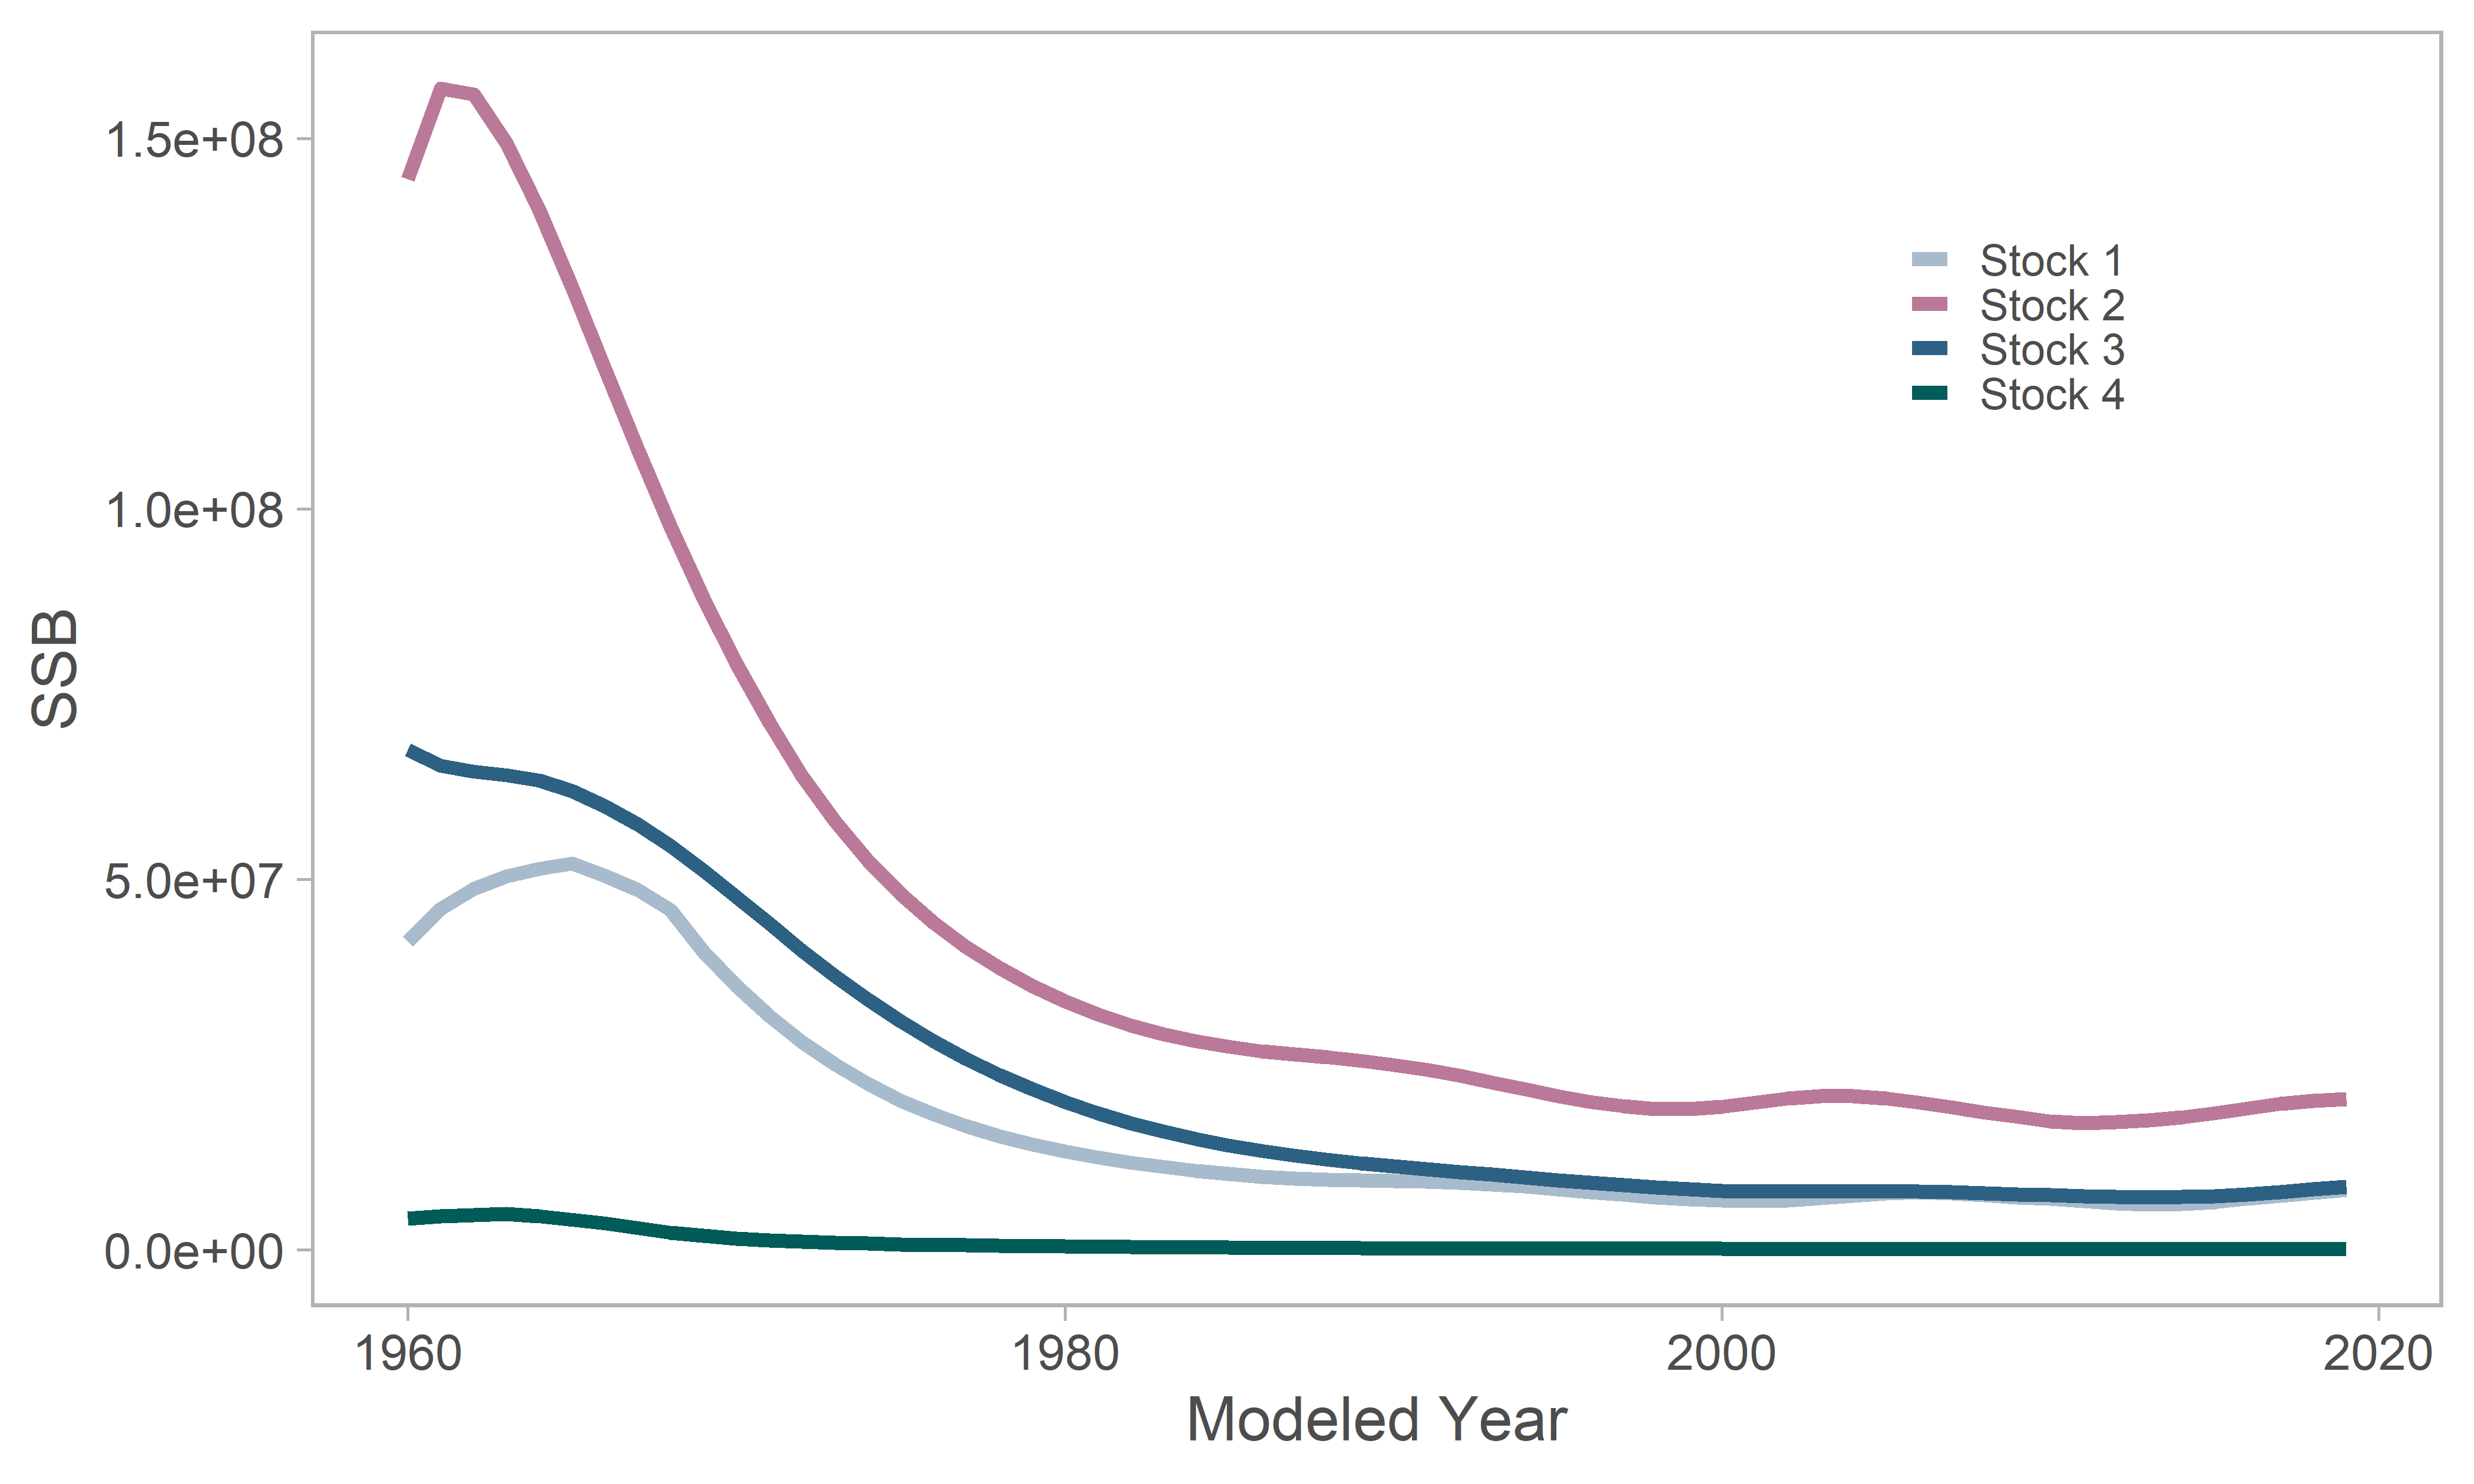 1.5e+08
1.0e+08
5.0e+07
0.0e+00
SSB
Stock 1
Stock 2
Stock 3
Stock 4
1960 1980 2000 2020
Modeled Year